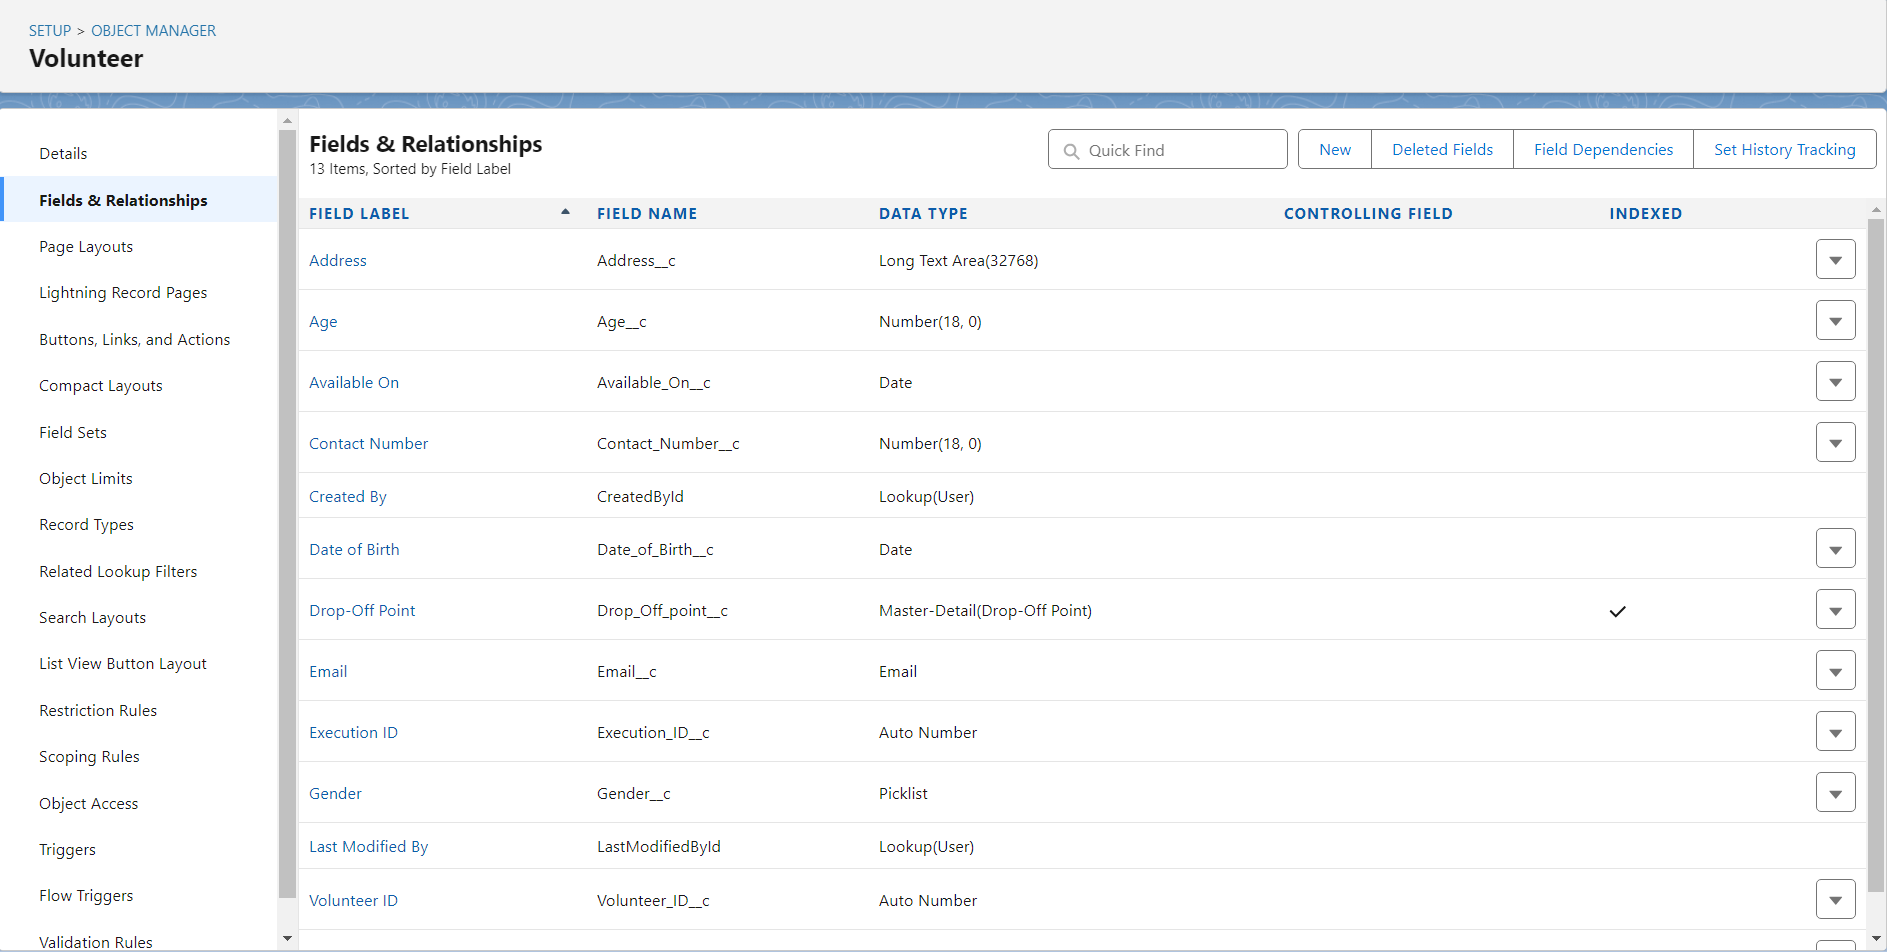 SETUP > OBJECT MANAGER
Volunteer
Details
Fields & Relationships
Page Layouts
Lightning Record Pages
Buttons, Links, and Actions
Compact Layouts
Field Sets
Object Limits
Record Types
Related Lookup Filters
Search Layouts
List View Button Layout
Restriction Rules
Scoping Rules
Object Access
Triggers
Flow Triggers
Validation Rules
Fields & Relationships
13 Items, Sorted by Field Label
Quick Find
New Deleted Fields Field Dependencies Set History Tracking
FIELD LABEL FIELD NAME DATA TYPE CONTROLLING FIELD INDEXED
Address Address__c Long Text Area(32768)
Age Age__c Number(18, 0)
Available On Available_On__c Date
Contact Number Contact_Number__c Number(18, 0)
Created By CreatedById Lookup(User)
Date of Birth Date_of_Birth__c Date
Drop-Off Point Drop_Off_point__c Master-Detail(Drop-Off Point)
Email Email__c Email
Execution ID Execution_ID__c Auto Number
Gender Gender__c Picklist
Last Modified By LastModifiedById Lookup(User)
Volunteer ID Volunteer_ID__c Auto Number